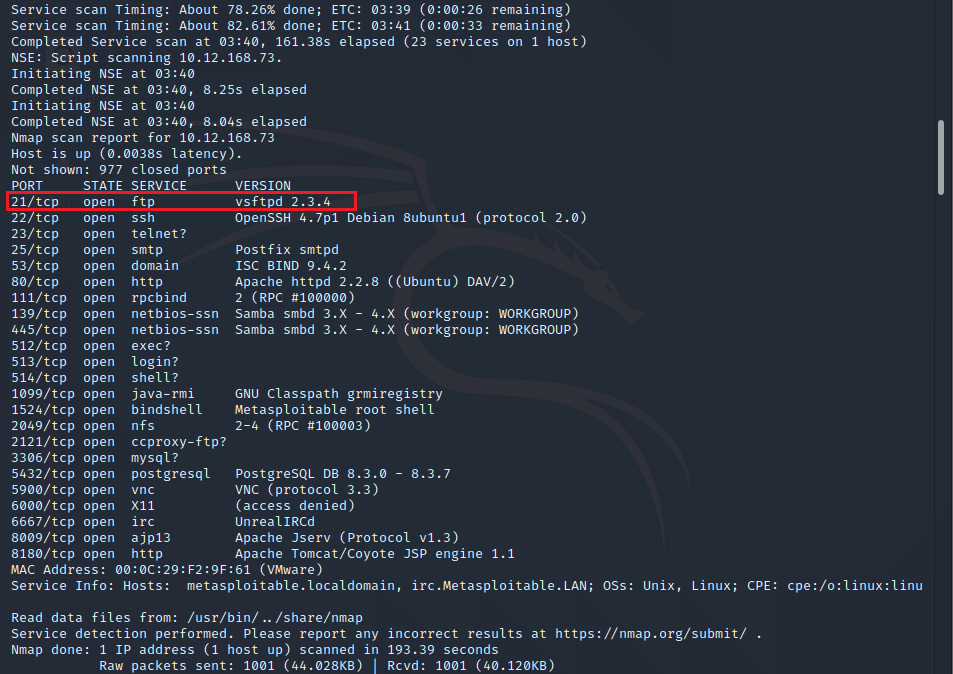 Service scan Timing: About 78.26% done; ETC: 03:39 (0:00:26 remaining)
Service scan Timing: About 82.61% done; ETC: 03:41 (0:00:33 remaining)
Completed Service scan at 03:40, 161.38s elapsed (23 services on 1 host)
NSE: Script scanning 10.12.168.73.
Initiating NSE at 03:40
Completed NSE at 03:40, 8.25s elapsed
Initiating NSE at 03:40
Completed NSE at 03:40, 8.04s elapsed
Nmap scan report for 10.12.168.73
Host is up (0.0038s latency).
Not shown: 977 closed ports
PORT     STATE SERVICE      VERSION
21/tcp   open  ftp          vsftpd 2.3.4
22/tcp   open  ssh          OpenSSH 4.7p1 Debian 8ubuntu1 (protocol 2.0)
23/tcp   open  telnet?
25/tcp   open  smtp         Postfix smtpd
53/tcp   open  domain       ISC BIND 9.4.2
80/tcp   open  http         Apache httpd 2.2.8 ((Ubuntu) DAV/2)
111/tcp  open  rpcbind      2 (RPC #100000)
139/tcp  open  netbios-ssn  Samba smbd 3.X - 4.X (workgroup: WORKGROUP)
445/tcp  open  netbios-ssn  Samba smbd 3.X - 4.X (workgroup: WORKGROUP)
512/tcp  open  exec?
513/tcp  open  login?
514/tcp  open  shell?
1099/tcp open  java-rmi     GNU Classpath grmiregistry
1524/tcp open  bindshell    Metasploitable root shell
2049/tcp open  nfs          2-4 (RPC #100003)
2121/tcp open  ccproxy-ftp?
3306/tcp open  mysql?
5432/tcp open  postgresql   PostgreSQL DB 8.3.0 - 8.3.7
5900/tcp open  vnc          VNC (protocol 3.3)
6000/tcp open  X11          (access denied)
6667/tcp open  irc          UnrealIRCd
8009/tcp open  ajp13        Apache Jserv (Protocol v1.3)
8180/tcp open  http         Apache Tomcat/Coyote JSP engine 1.1
MAC Address: 00:0C:29:F2:9F:61 (VMware)
Service Info: Hosts:  metasploitable.localdomain, irc.Metasploitable.LAN; OSs: Unix, Linux; CPE: cpe:/o:linux:linu
Read data files from: /usr/bin/../share/nmap
Service detection performed. Please report any incorrect results at https://nmap.org/submit/ .
Nmap done: 1 IP address (1 host up) scanned in 193.39 seconds
Raw packets sent: 1001 (44.028KB) | Rcvd: 1001 (40.120KB)